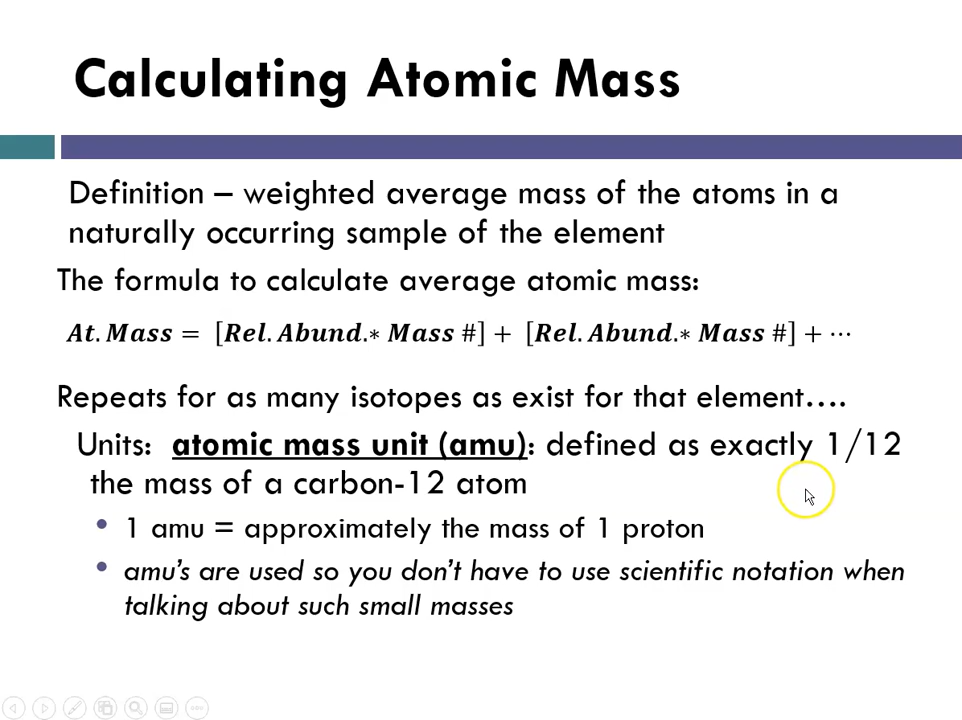 Calculating Atomic Mass
Definition – weighted average mass of the atoms in a
naturally occurring sample of the element
The formula to calculate average atomic mass:
At. Mass = [Rel. Abund.∗ Mass #] + [Rel. Abund.∗ Mass #] + ⋯
Repeats for as many isotopes as exist for that element….
Units: atomic mass unit (amu): defined as exactly 1/12
the mass of a carbon-12 atom
• 1 amu = approximately the mass of 1 proton
• amu’s are used so you don’t have to use scientific notation when
talking about such small masses